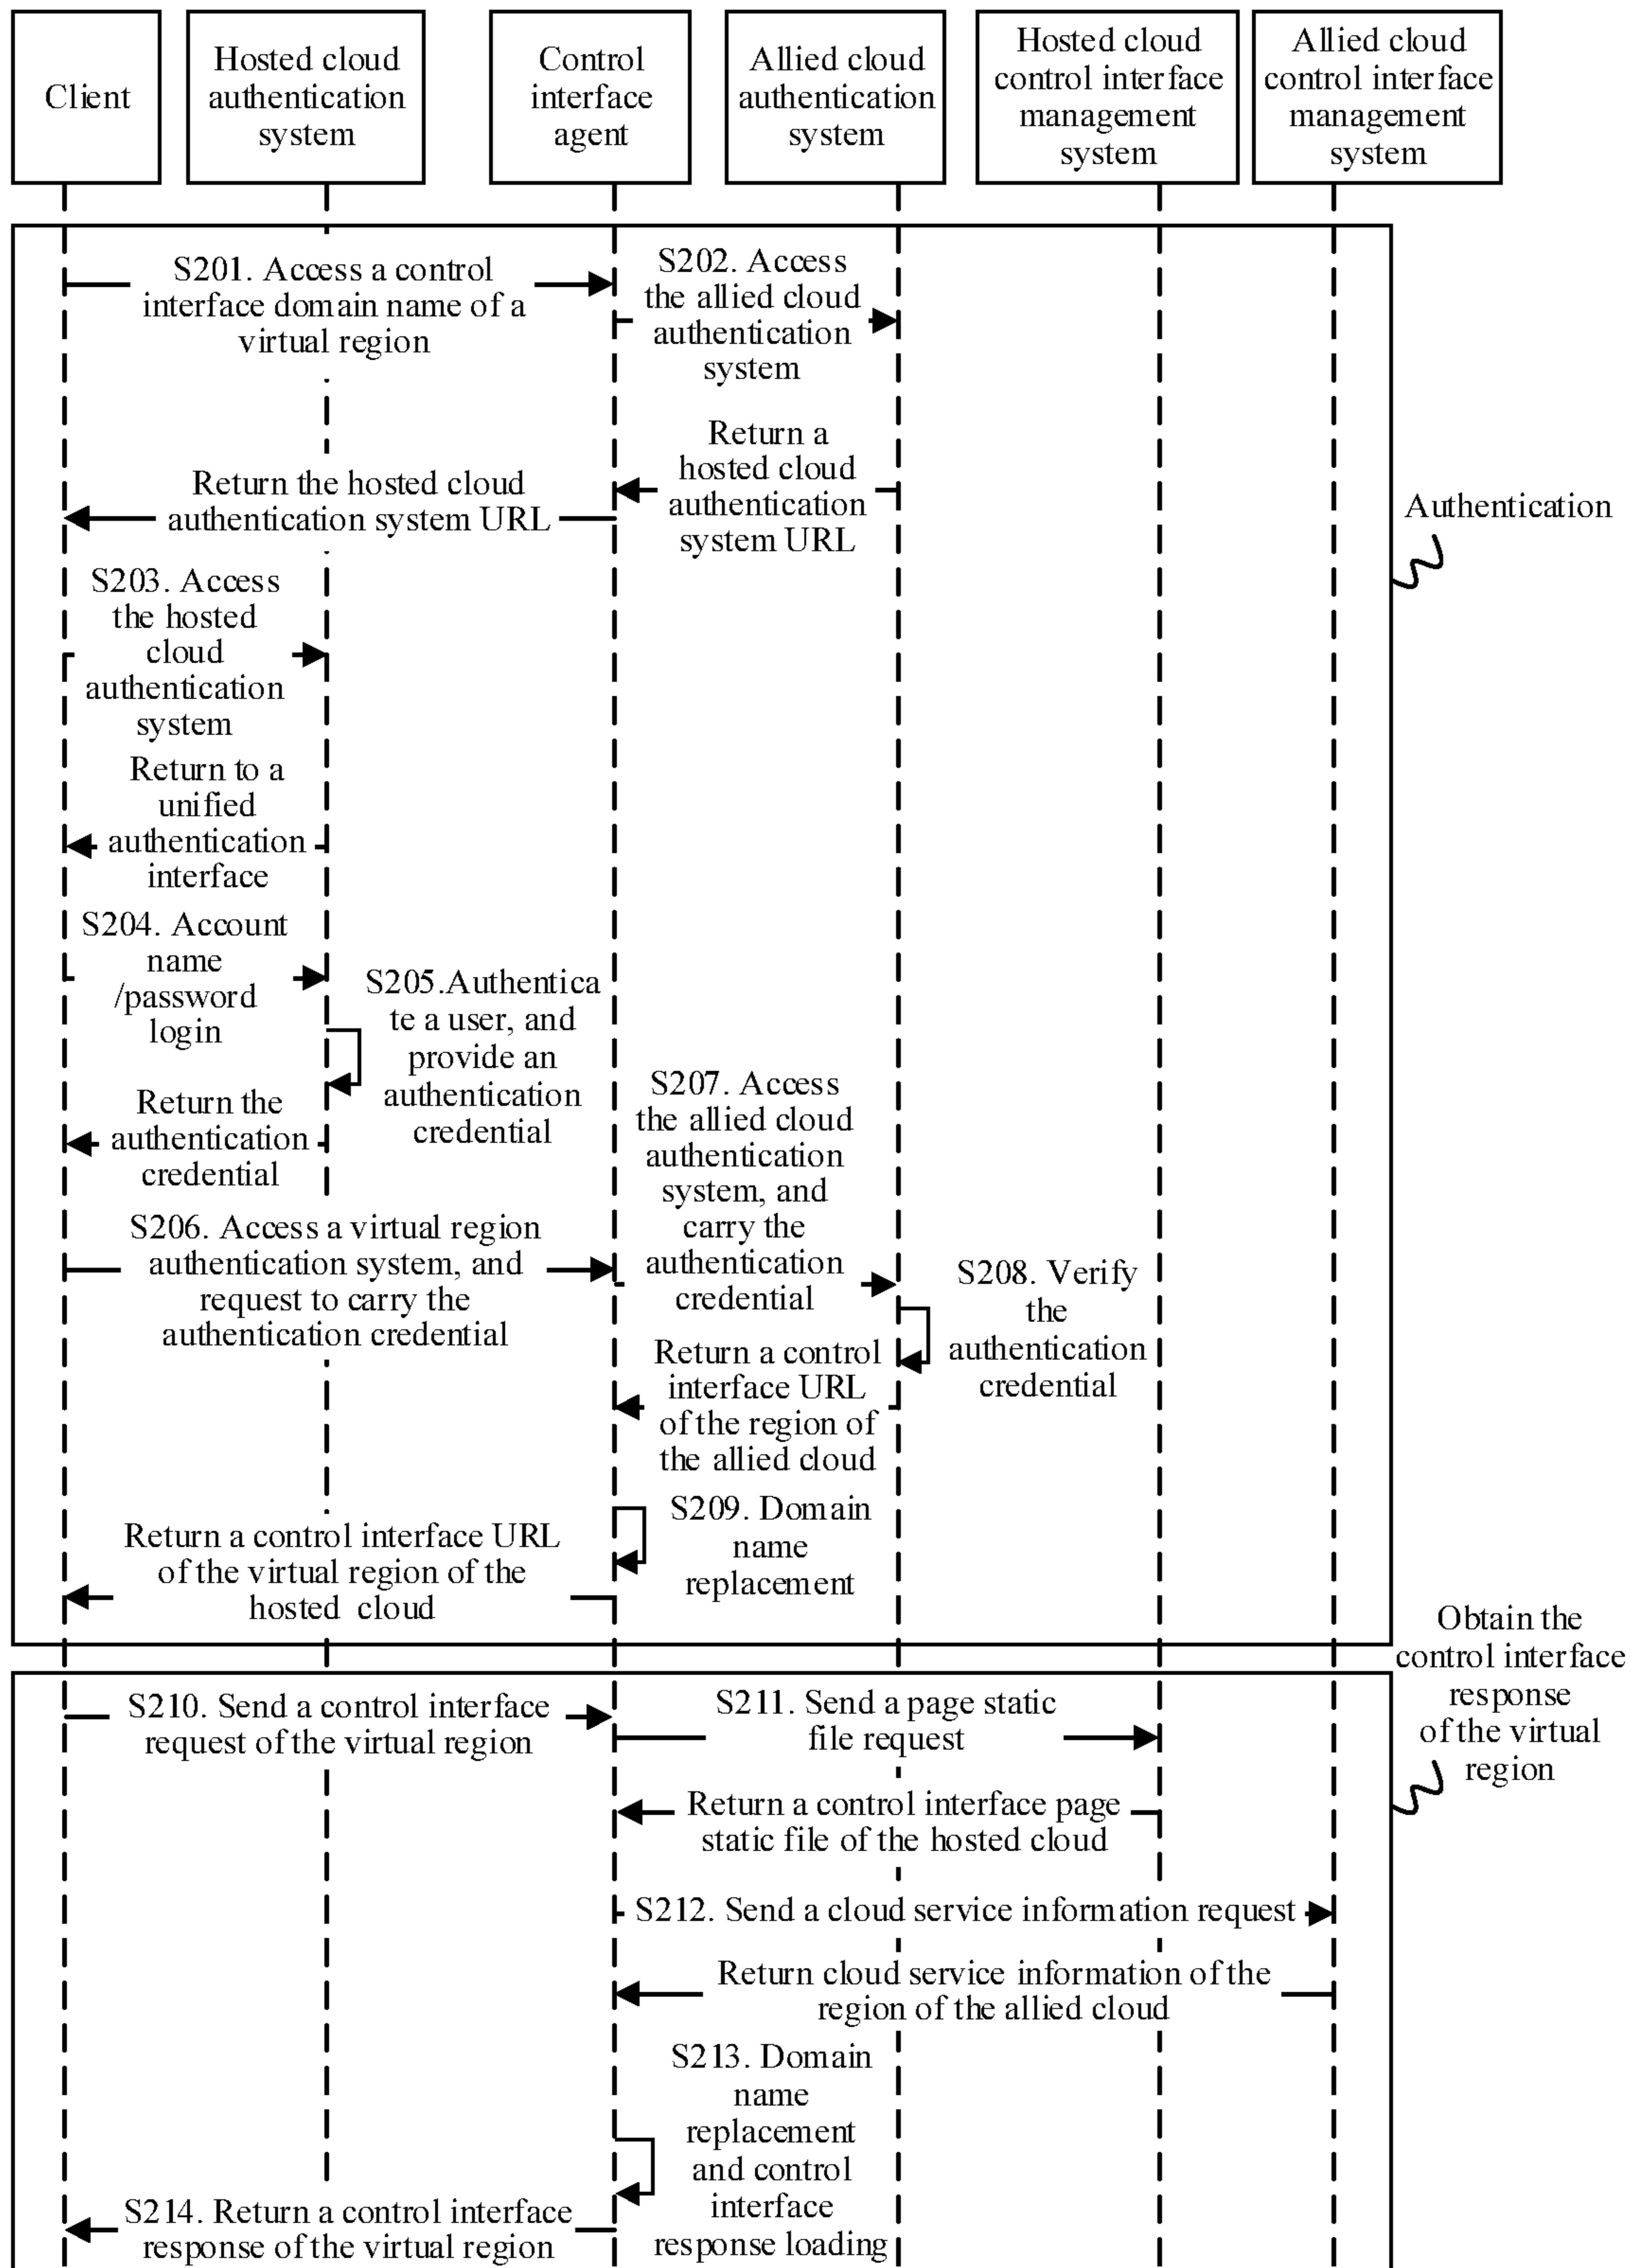 Client
Hosted cloud
authentication
system
Control
interface
agent
Allied cloud
authentication
system
Hosted cloud
control interface
management
system
Allied cloud
control interface
management
system
S201. Access a control
interface domain name of a
virtual region
S202. Access
the allied cloud
authentication
system
Return a
hosted cloud
authentication
system URL
Return the hosted cloud
authentication system URL
Authentication
S203. Access
the hosted
cloud
authentication
system
Return to a
unified
authentication
interface
S204. Account
name
/password
login
S205.Authentica
te a user, and
provide an
authentication
credential
Return the
authentication
credential
S206. Access a virtual region
authentication system, and
request to carry the
authentication credential
S207. Access
the allied cloud
authentication
system, and
carry the
authentication
credential
S208. Verify
the
authentication
credential
Return a control
interface URL
of the region of
the allied cloud
S209. Domain
name
replacement
Return a control interface URL
of the virtual region of the
hosted cloud
Obtain the
control interface
response
of the virtual
region
S210. Send a control interface
request of the virtual region
S211. Send a page static
file request
Return a control interface page
static file of the hosted cloud
S212. Send a cloud service information request
Return cloud service information of the
region of the allied cloud
S213. Domain
name
replacement
and control
interface
response loading
S214. Return a control interface
response of the virtual region